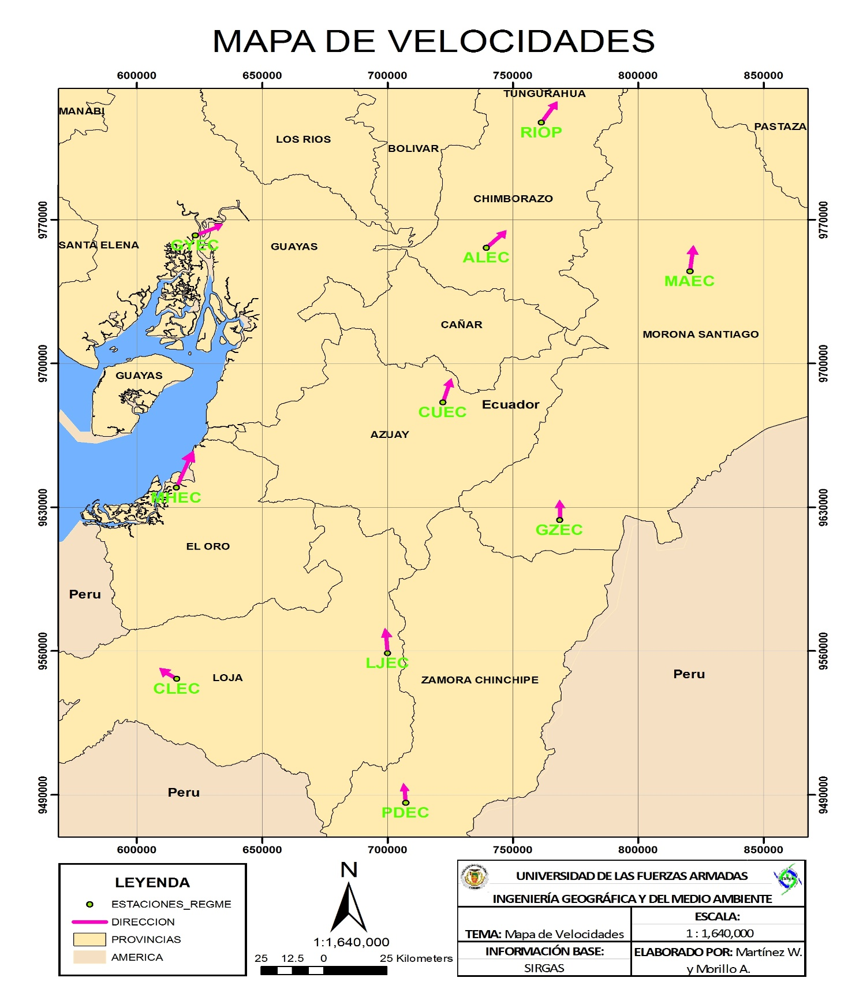 MAPA DE VELOCIDADES
600000 650000 700000 750000 800000 850000
TUNGURAHUA
MANABI
PASTAZA
RIOP
LOS RIOS
BOLIVAR
CHIMBORAZO
9770000
9770000
SANTA ELENA
GYEC
GUAYAS
ALEC
MAEC
CAÑAR
MORONA SANTIAGO
9700000
9700000
GUAYAS
Ecuador
CUEC
AZUAY
MHEC
9630000
9630000
GZEC
EL ORO
Peru
9560000
9560000
LJEC
Peru
LOJA
ZAMORA CHINCHIPE
CLEC
Peru
9490000
9490000
PDEC
600000 650000 700000 750000 800000 850000
LEYENDA
ESTACIONES_REGME
DIRECCION
PROVINCIAS
AMERICA
N
1:1,640,000
25 12.5 0 25 Kilometers
UNIVERSIDAD DE LAS FUERZAS ARMADAS
INGENIERÍA GEOGRÁFICA Y DEL MEDIO AMBIENTE
TEMA: Mapa de Velocidades
ESCALA:
1 : 1,640,000
INFORMACIÓN BASE:
SIRGAS
ELABORADO POR: Martínez W.
y Morillo A.